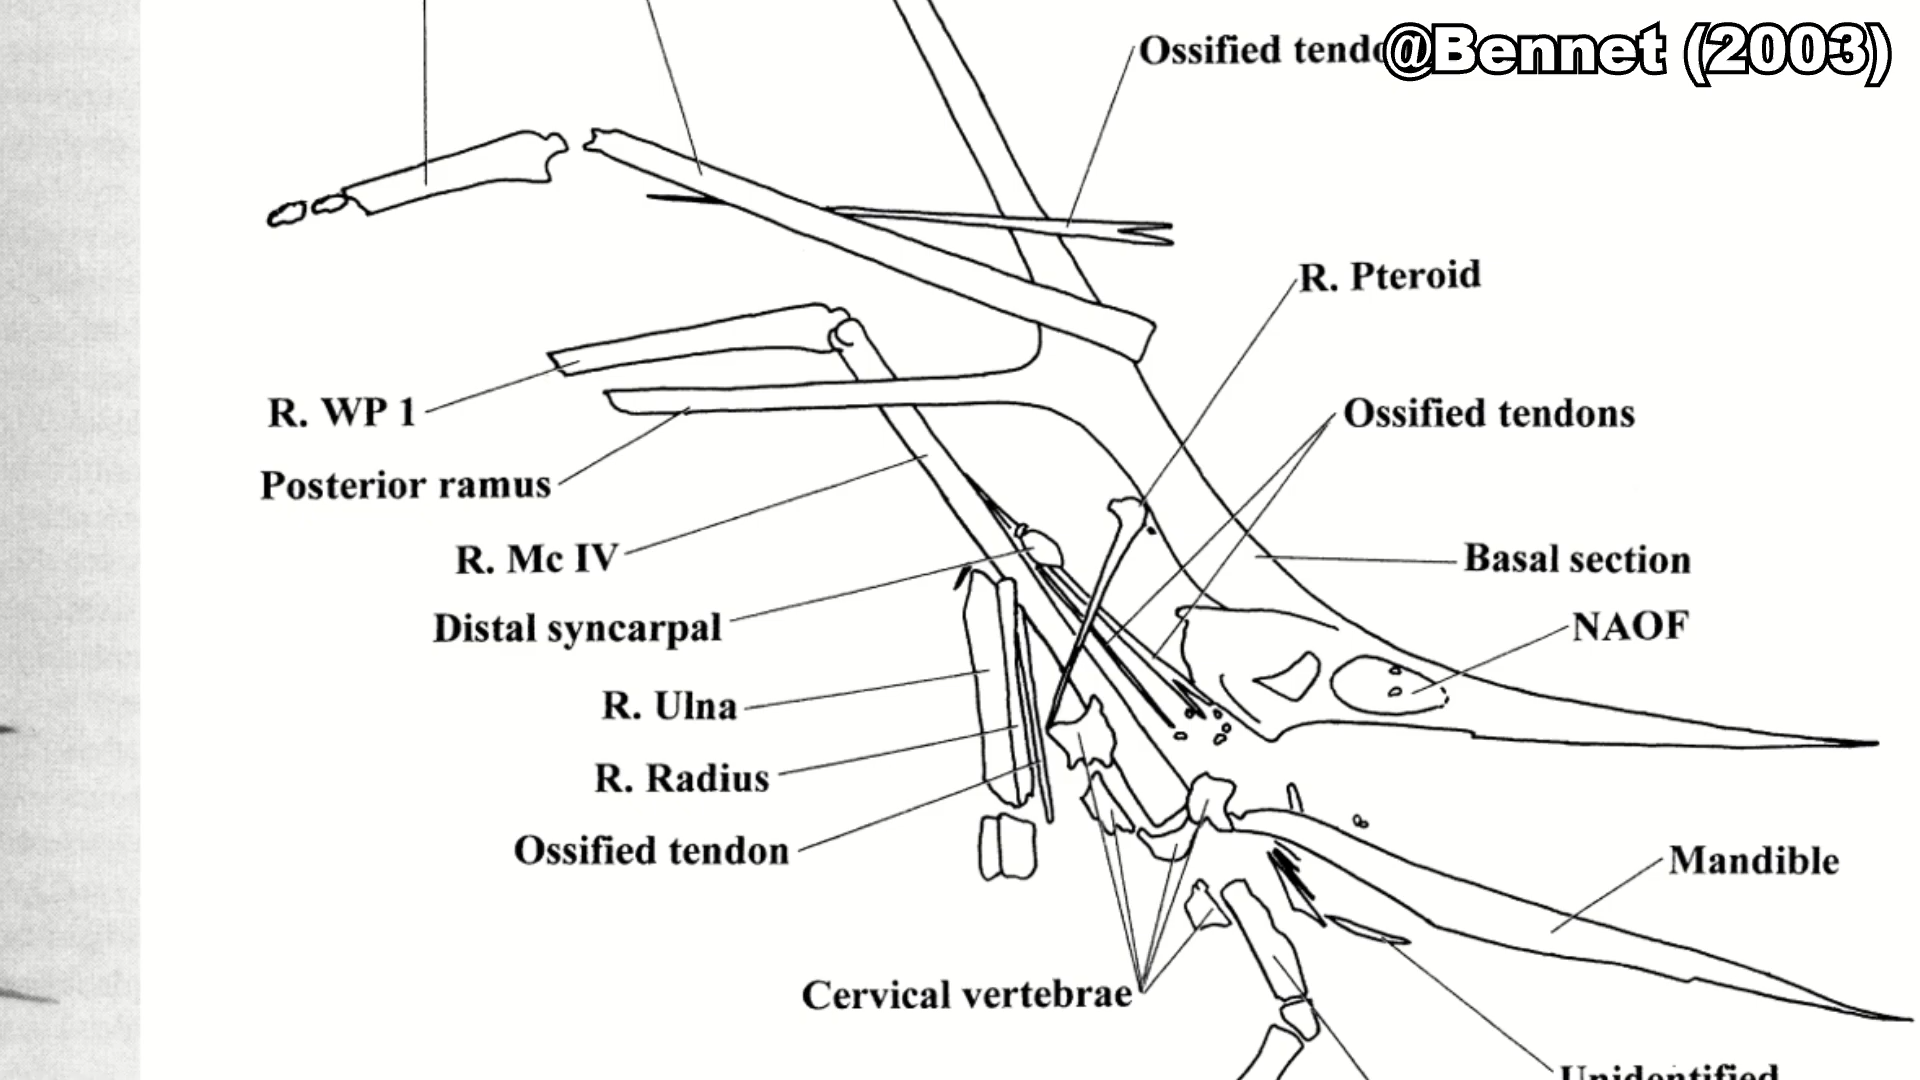 Ossified tendo
@Bennet (2003)
R. Pteroid
R. WP 1
Ossified tendons
Posterior ramus
R. Mc IV
Basal section
Distal syncarpal
NAOF
R. Ulna
R. Radius
Ossified tendon
Mandible
Cervical vertebrae
Unidentified